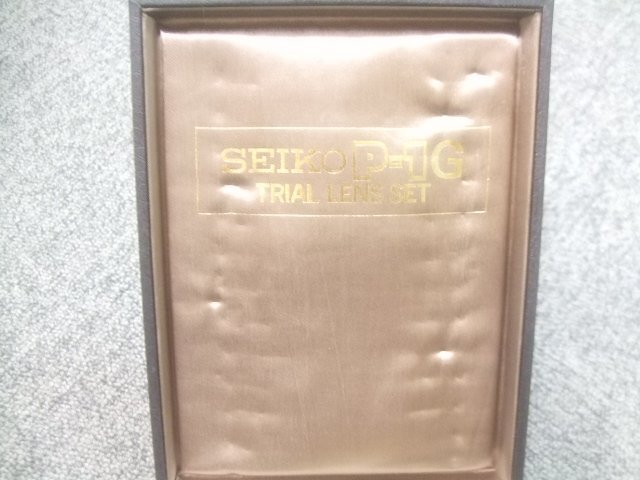 SEIKO P-1G
TRIAL LENS SET